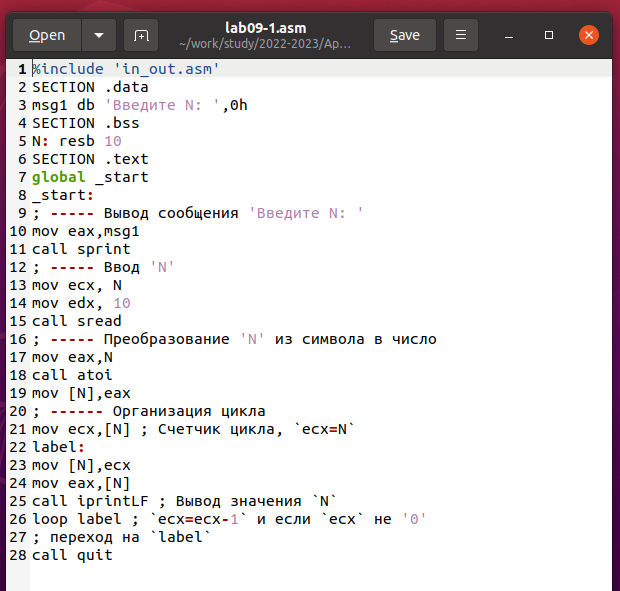 Open
lab09-1.asm
~/work/study/2022-2023/Ap...
Save
1 %include 'in_out.asm'
2 SECTION .data
3 msg1 db 'Введите N: ',0h
4 SECTION .bss
5 N: resb 10
6 SECTION .text
7 global _start
8 _start:
9 ; ----- Вывод сообщения 'Введите N: '
10 mov eax,msg1
11 call sprint
12 ; ----- Ввод 'N'
13 mov ecx, N
14 mov edx, 10
15 call sread
16 ; ----- Преобразование 'N' из символа в число
17 mov eax,N
18 call atoi
19 mov [N],eax
20 ; ------ Организация цикла
21 mov ecx,[N] ; Счетчик цикла, `ecx=N`
22 label:
23 mov [N],ecx
24 mov eax,[N]
25 call iprintLF ; Вывод значения `N`
26 loop label ; `ecx=ecx-1` и если `ecx` не '0'
27 ; переход на `label`
28 call quit